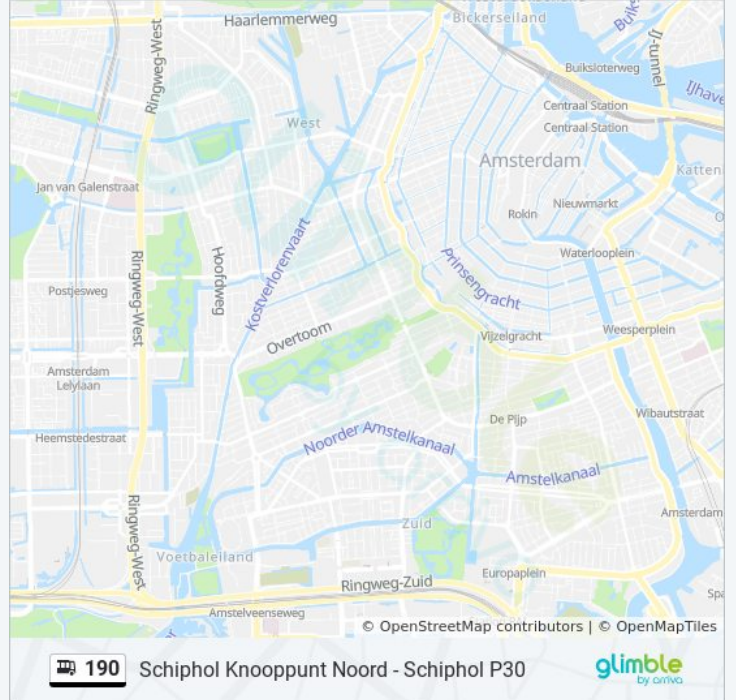 Haarlemmerweg
Bickerseiland
Ringweg-West
IJ-tunnel
Buiksloterweg
IJhave
Centraal Station
West
Centraal Station
Amsterdam
Katten
Jan van Galenstraat
Nieuwmarkt
Rokin
Kostverlorenvaart
Waterlooplein
Hoofdweg
Prinsengracht
Ringweg-West
Postjesweg
Overtoom
Vijzelgracht
Weesperplein
Amsterdam
Lelylaan
De Pijp
Wibautstraat
Heemstedestraat
Noorder Amstelkanaal
Amstelkanaal
Ringweg-West
Amsterdam
Zuid
Voetbaleiland
Europaplein
Ringweg-Zuid
Spa
Amstelveenseweg
© OpenStreetMap contributors | © OpenMapTiles
190 Schiphol Knooppunt Noord - Schiphol P30
glimble
by arriva